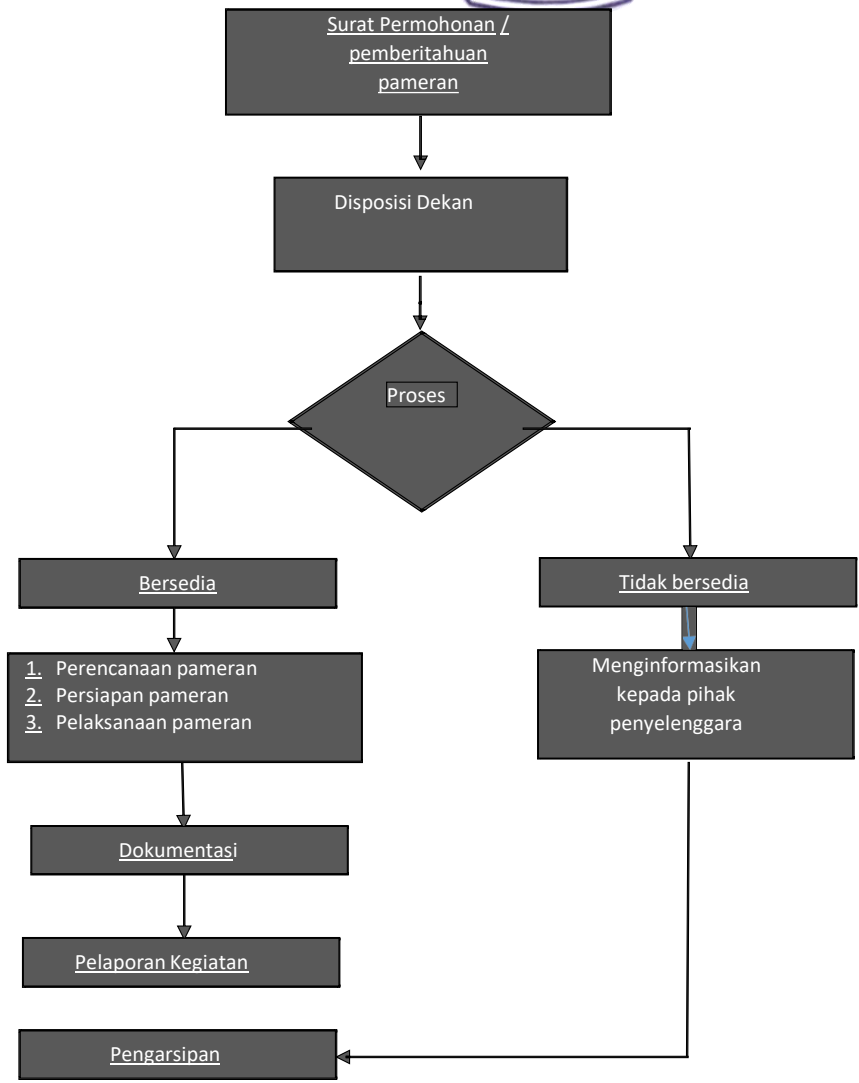 Surat Permohonan /
pemberitahuan
pameran
Disposisi Dekan
Proses
Bersedia
Tidak bersedia
1. Perencanaan pameran
2. Persiapan pameran
3. Pelaksanaan pameran
Menginformasikan
kepada pihak
penyelenggara
Dokumentasi
Pelaporan Kegiatan
Pengarsipan